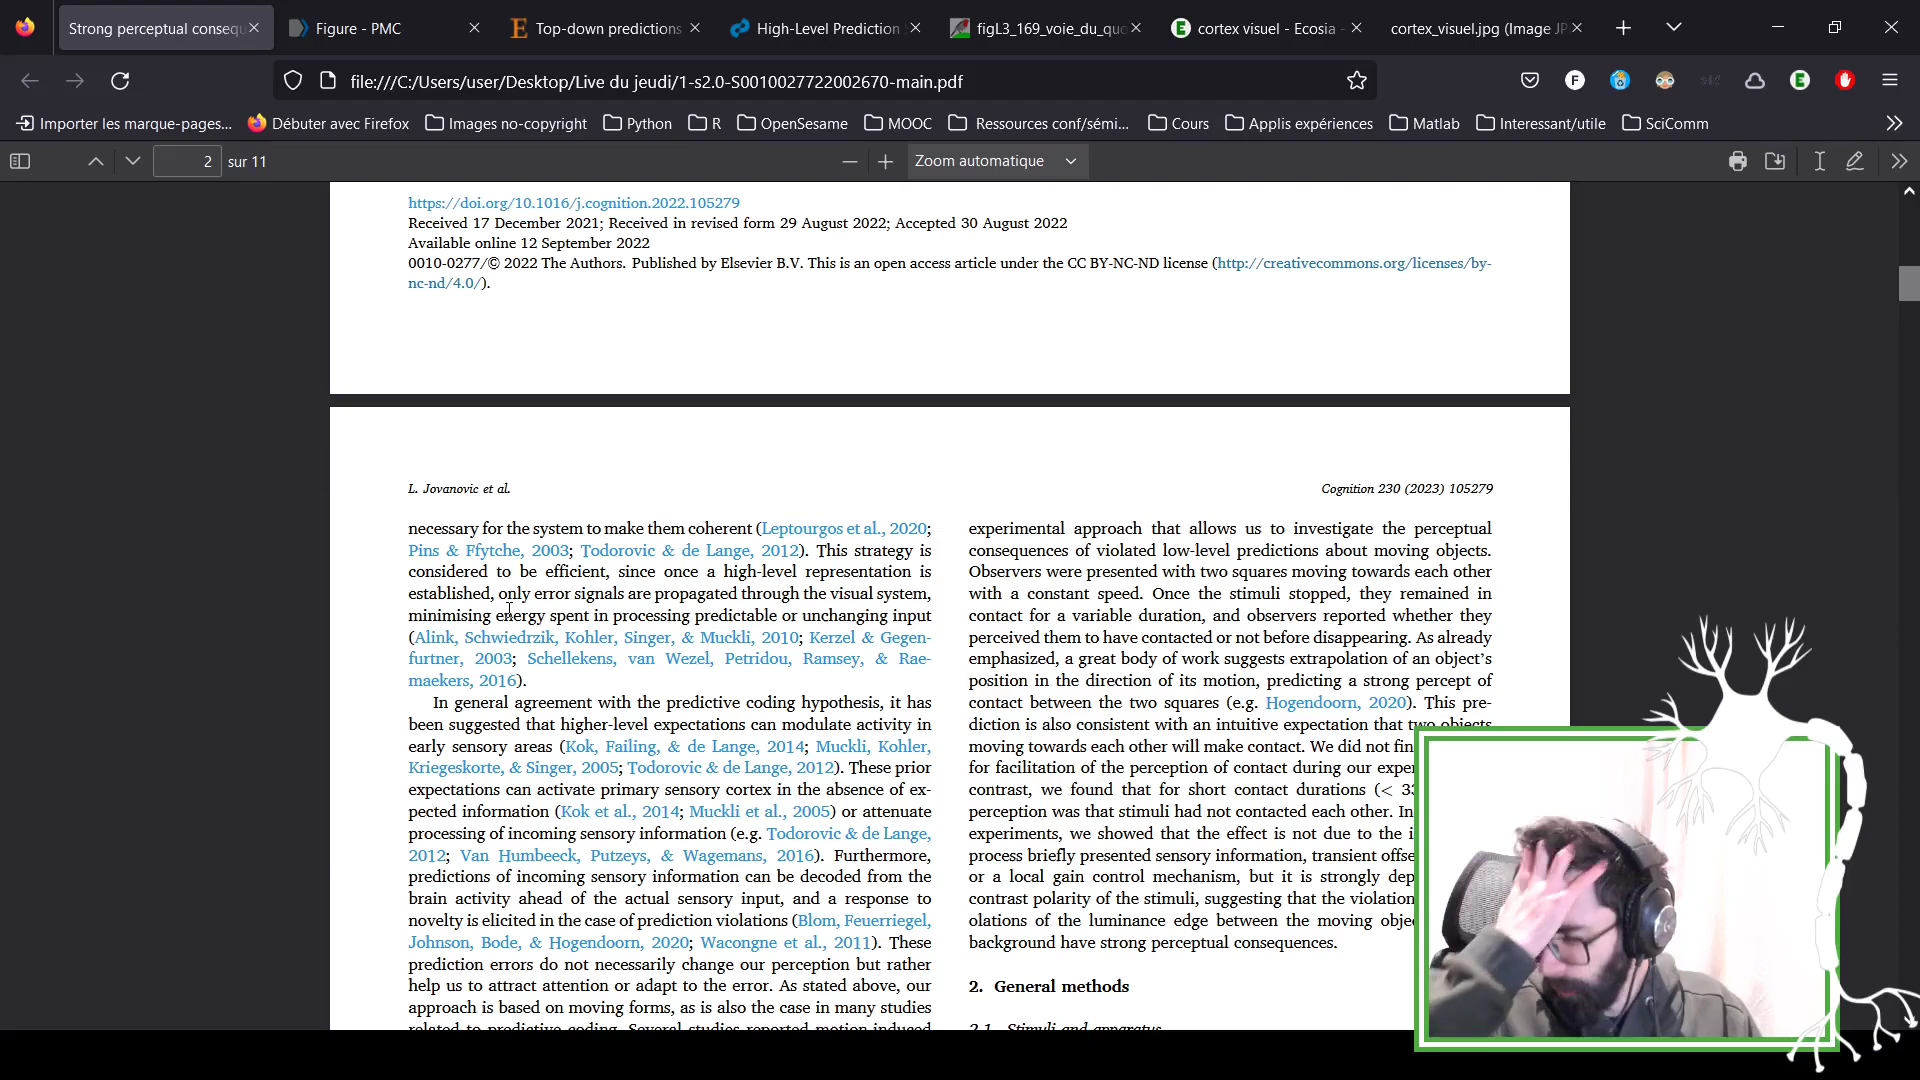 Strong perceptual conseq
Figure - PMC
Top-down predictions
High-Level Prediction
figL3_169_voie_du_quo
cortex visuel - Ecosia -
cortex_visuel.jpg (Image JP
file:///C:/Users/user/Desktop/Live du jeudi/1-s2.0-S0010027722002670-main.pdf
Importer les marque-pages...
Débuter avec Firefox
Images no-copyright
Python
R
OpenSesame
MOOC
Ressources conf/sémi...
Cours
Applis expériences
Matlab
Interessant/utile
SciComm
2 sur 11
Zoom automatique
https://doi.org/10.1016/j.cognition.2022.105279
Received 17 December 2021; Received in revised form 29 August 2022; Accepted 30 August 2022
Available online 12 September 2022
0010-0277/© 2022 The Authors. Published by Elsevier B.V. This is an open access article under the CC BY-NC-ND license (http://creativecommons.org/licenses/by-
nc-nd/4.0/).
L. Jovanovic et al.
Cognition 230 (2023) 105279
necessary for the system to make them coherent (Leptourgos et al., 2020;
Pins & Ffytche, 2003; Todorovic & de Lange, 2012). This strategy is
considered to be efficient, since once a high-level representation is
established, only error signals are propagated through the visual system,
minimising energy spent in processing predictable or unchanging input
(Alink, Schwiedrzik, Kohler, Singer, & Muckli, 2010; Kerzel & Gegen-
furtner, 2003; Schellekens, van Wezel, Petridou, Ramsey, & Rae-
maekers, 2016).
In general agreement with the predictive coding hypothesis, it has
been suggested that higher-level expectations can modulate activity in
early sensory areas (Kok, Failing, & de Lange, 2014; Muckli, Kohler,
Kriegeskorte, & Singer, 2005; Todorovic & de Lange, 2012). These prior
expectations can activate primary sensory cortex in the absence of ex-
pected information (Kok et al., 2014; Muckli et al., 2005) or attenuate
processing of incoming sensory information (e.g. Todorovic & de Lange,
2012; Van Humbeeck, Putzeys, & Wagemans, 2016). Furthermore,
predictions of incoming sensory information can be decoded from the
brain activity ahead of the actual sensory input, and a response to
novelty is elicited in the case of prediction violations (Blom, Feuerriegel,
Johnson, Bode, & Hogendoorn, 2020; Wacongne et al., 2011). These
prediction errors do not necessarily change our perception but rather
help us to attract attention or adapt to the error. As stated above, our
approach is based on moving forms, as is also the case in many studies
related to predictive coding. Several studies reported motion-induced
experimental approach that allows us to investigate the perceptual
consequences of violated low-level predictions about moving objects.
Observers were presented with two squares moving towards each other
with a constant speed. Once the stimuli stopped, they remained in
contact for a variable duration, and observers reported whether they
perceived them to have contacted or not before disappearing. As already
emphasized, a great body of work suggests extrapolation of an object's
position in the direction of its motion, predicting a strong percept of
contact between the two squares (e.g. Hogendoorn, 2020). This pre-
diction is also consistent with an intuitive expectation that two objects
moving towards each other will make contact. We did not fin
for facilitation of the perception of contact during our exper
contrast, we found that for short contact durations (< 33
perception was that stimuli had not contacted each other. In
experiments, we showed that the effect is not due to the i
process briefly presented sensory information, transient offse
or a local gain control mechanism, but it is strongly dep
contrast polarity of the stimuli, suggesting that the violation
olations of the luminance edge between the moving obje
background have strong perceptual consequences.
2. General methods
2.1. Stimuli and apparatus